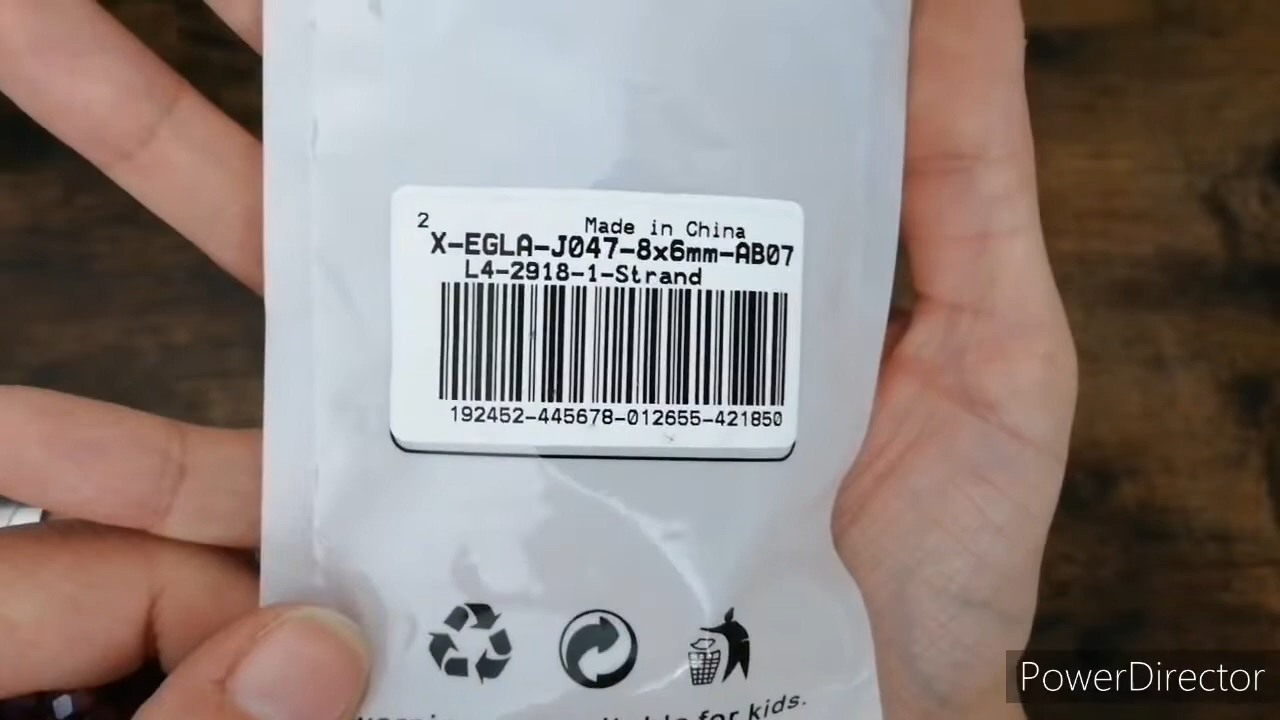 2
Made in China
X-EGLA-J047-8x6mm-AB07
L4-2918-1-Strand
192452-445678-012655-421850
for kids.
PowerDirector